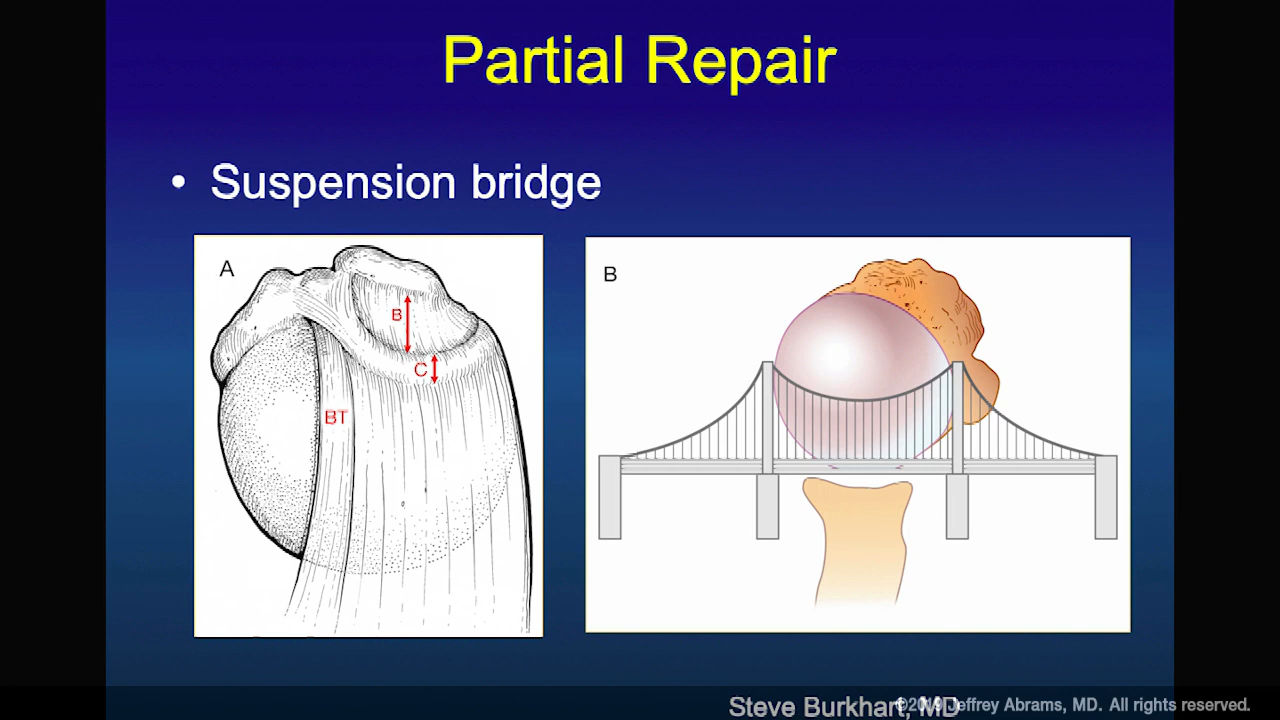 Partial Repair
• Suspension bridge
A
B
C
BT
B
Steve Burkhart, MD
Jeffrey Abrams, MD. All rights reserved.